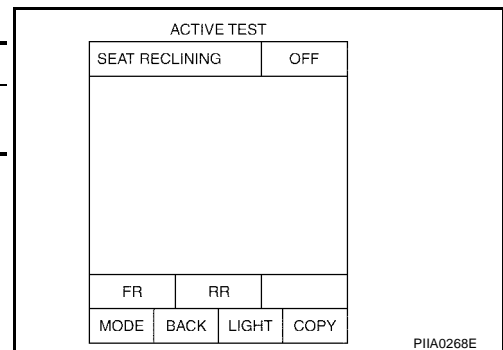 ACTIVE TEST
SEAT RECLINING OFF
FR RR
MODE BACK LIGHT COPY
PIIA0268E